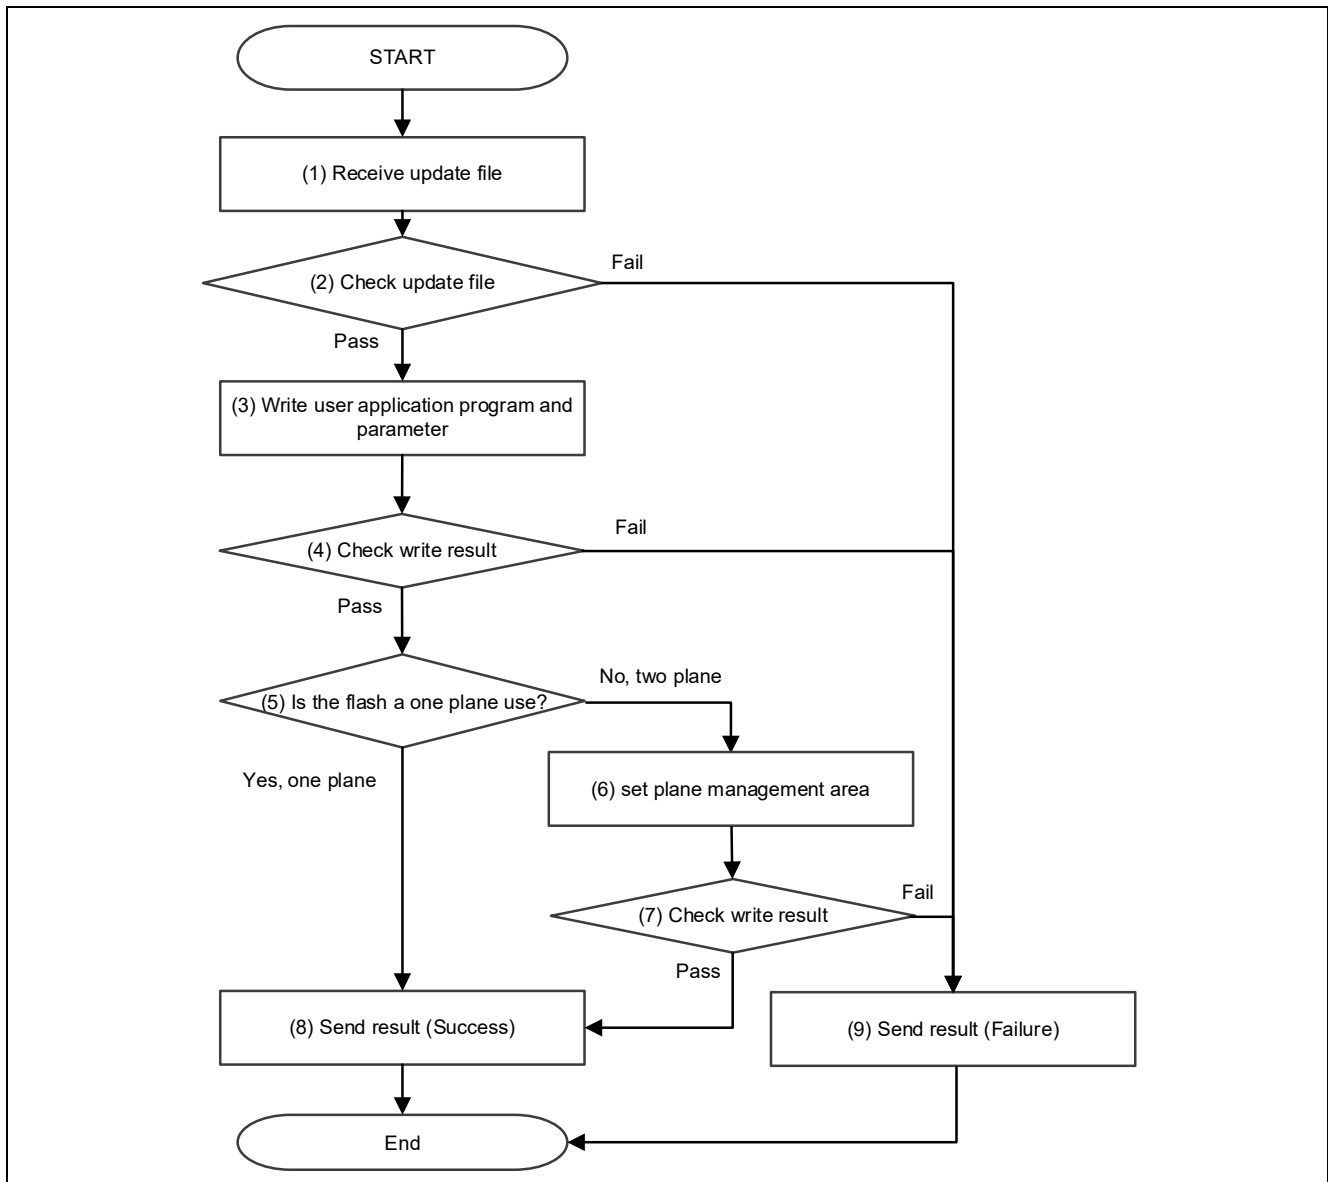 START
(1) Receive update file
Fail
(2) Check update file
Pass
(3) Write user application program and
parameter
Fail
(4) Check write result
Pass
No, two plane
(5) Is the flash a one plane use?
Yes, one plane
(6) set plane management area
Fail
(7) Check write result
Pass
(8) Send result (Success)
(9) Send result (Failure)
End